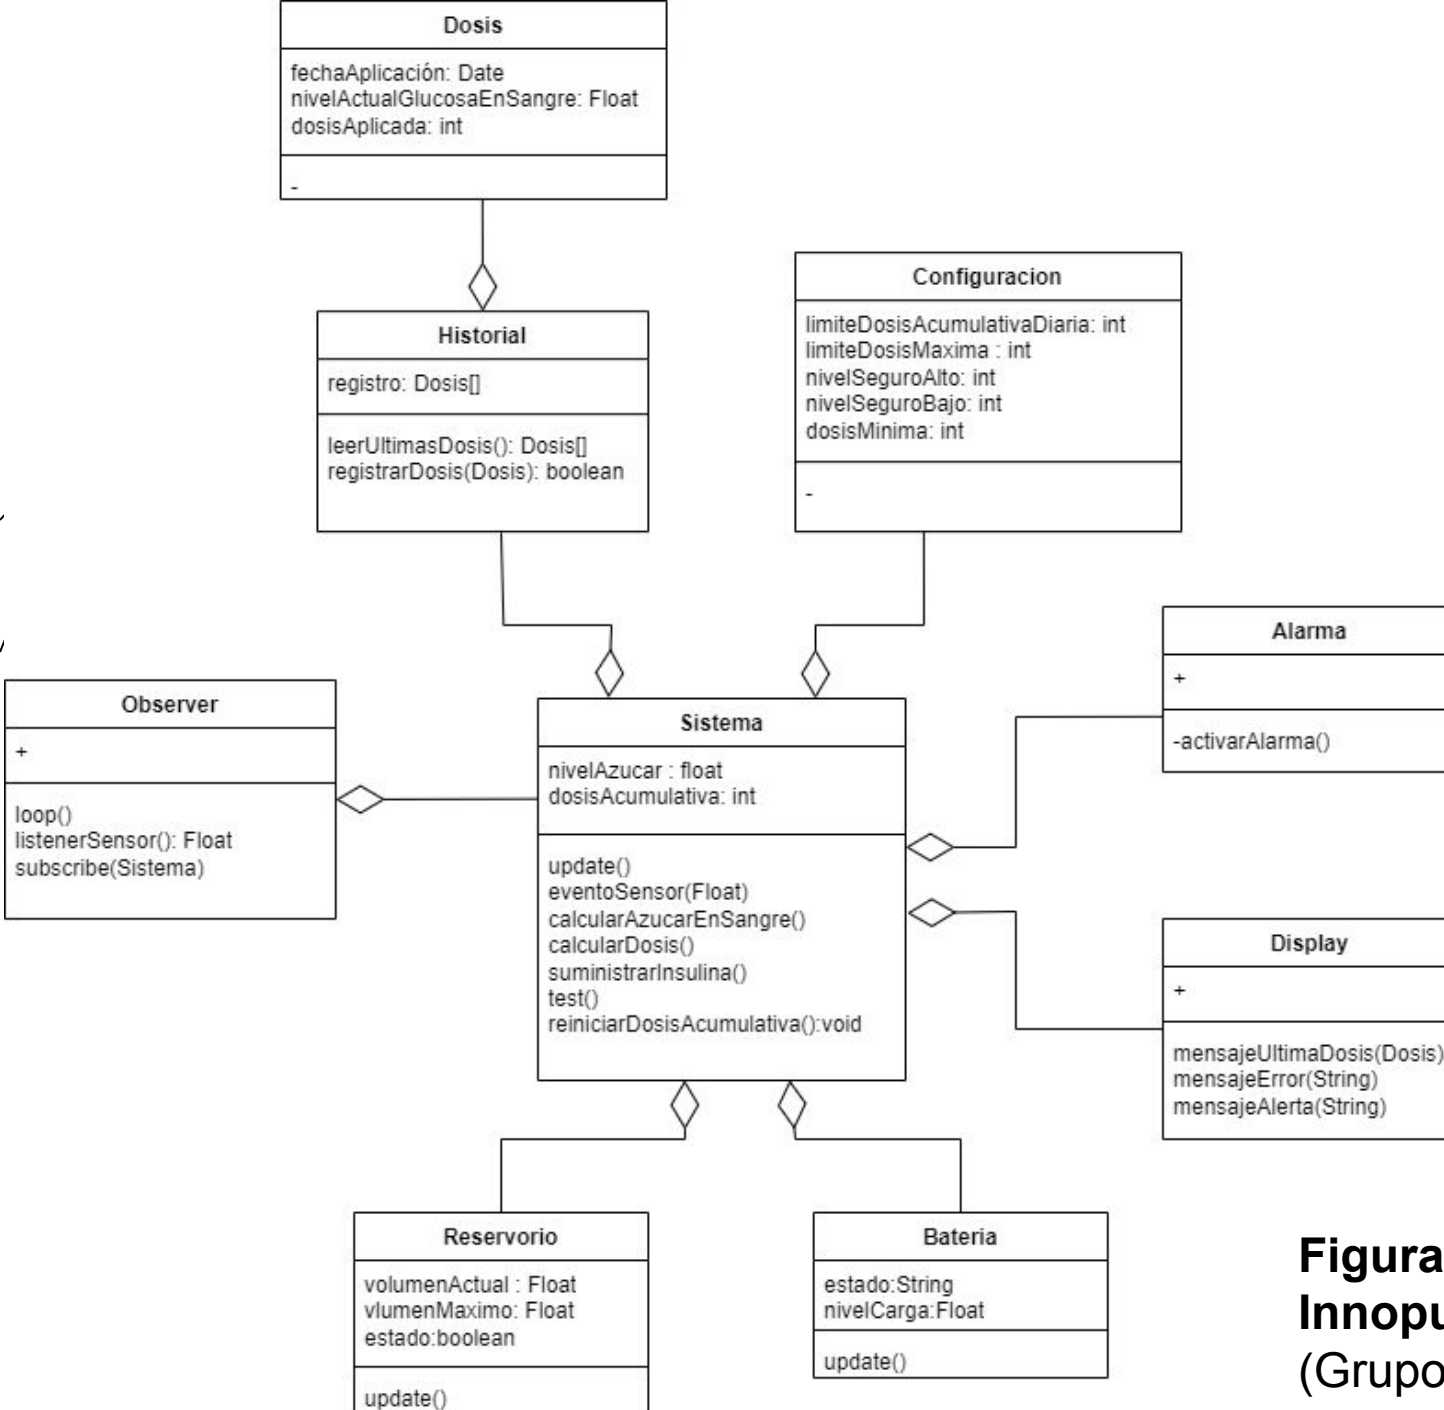 Dosis
fechaAplicación: Date
nivelActualGlucosaEnSangre: Float
dosisAplicada: int
-
Historial
registro: Dosis[]
leerUltimasDosis(): Dosis[]
registrarDosis(Dosis): boolean
Configuracion
limiteDosisAcumulativaDiaria: int
limiteDosisMaxima : int
nivelSeguroAlto: int
nivelSeguroBajo: int
dosisMinima: int
-
Observer
+
loop()
listenerSensor(): Float
subscribe(Sistema)
Sistema
nivelAzucar : float
dosisAcumulativa: int
update()
eventoSensor(Float)
calcularAzucarEnSangre()
calcularDosis()
suministrarInsulina()
test()
reiniciarDosisAcumulativa():void
Alarma
+
-activarAlarma()
Display
+
mensajeUltimaDosis(Dosis)
mensajeError(String)
mensajeAlerta(String)
Reservorio
volumenActual : Float
vlumenMaximo: Float
estado:boolean
update()
Bateria
estado:String
nivelCarga:Float
update()
Figura
Innopu
(Grupo